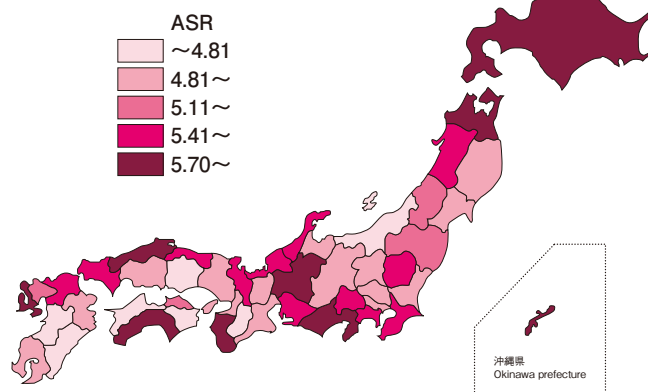 ASR
〜4.81
4.81〜
5.11〜
5.41〜
5.70〜
沖縄県
Okinawa prefecture